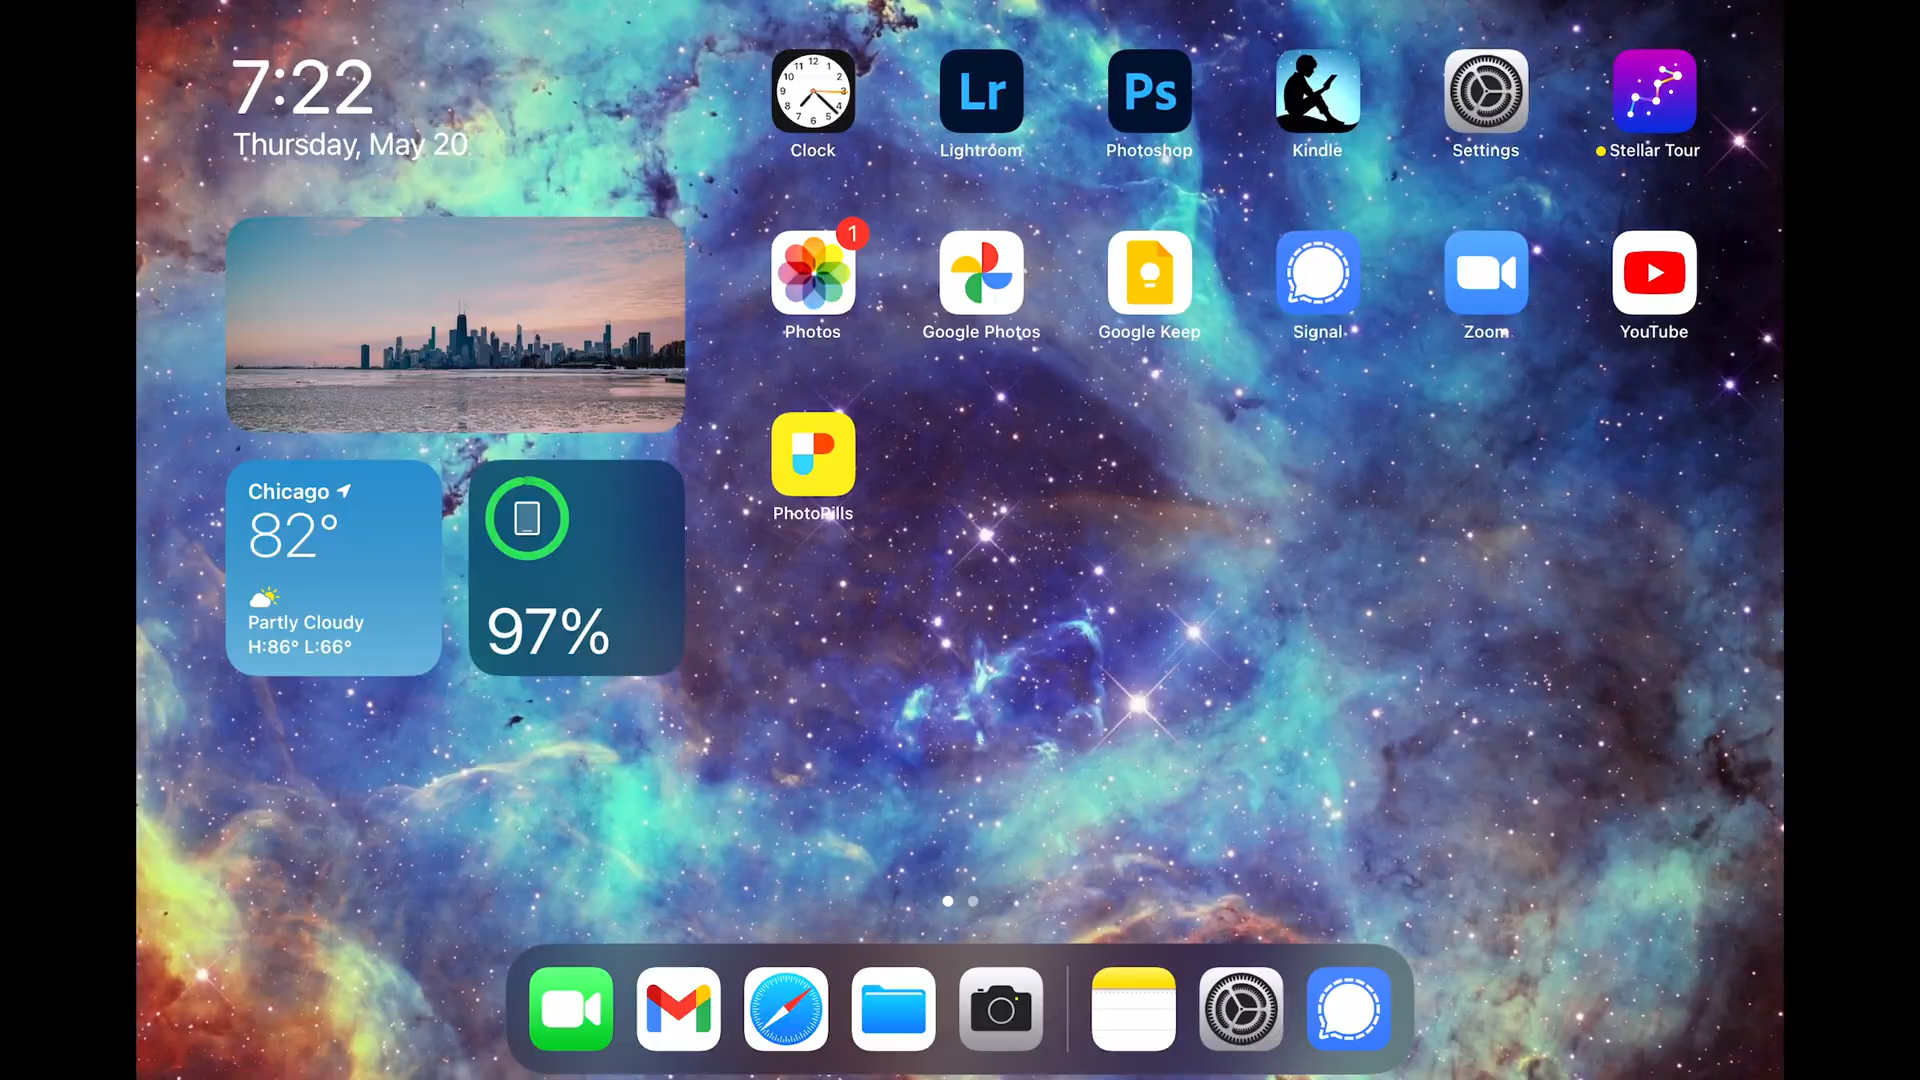 7:22
Thursday, May 20
Clock
Lr
Lightroom
Ps
Photoshop
Kindle
Settings
Stellar Tour
1
Photos
Google Photos
Google Keep
Signal
Zoom
YouTube
PhotoPills
Chicago
82°
Partly Cloudy
H:86° L:66°
97%